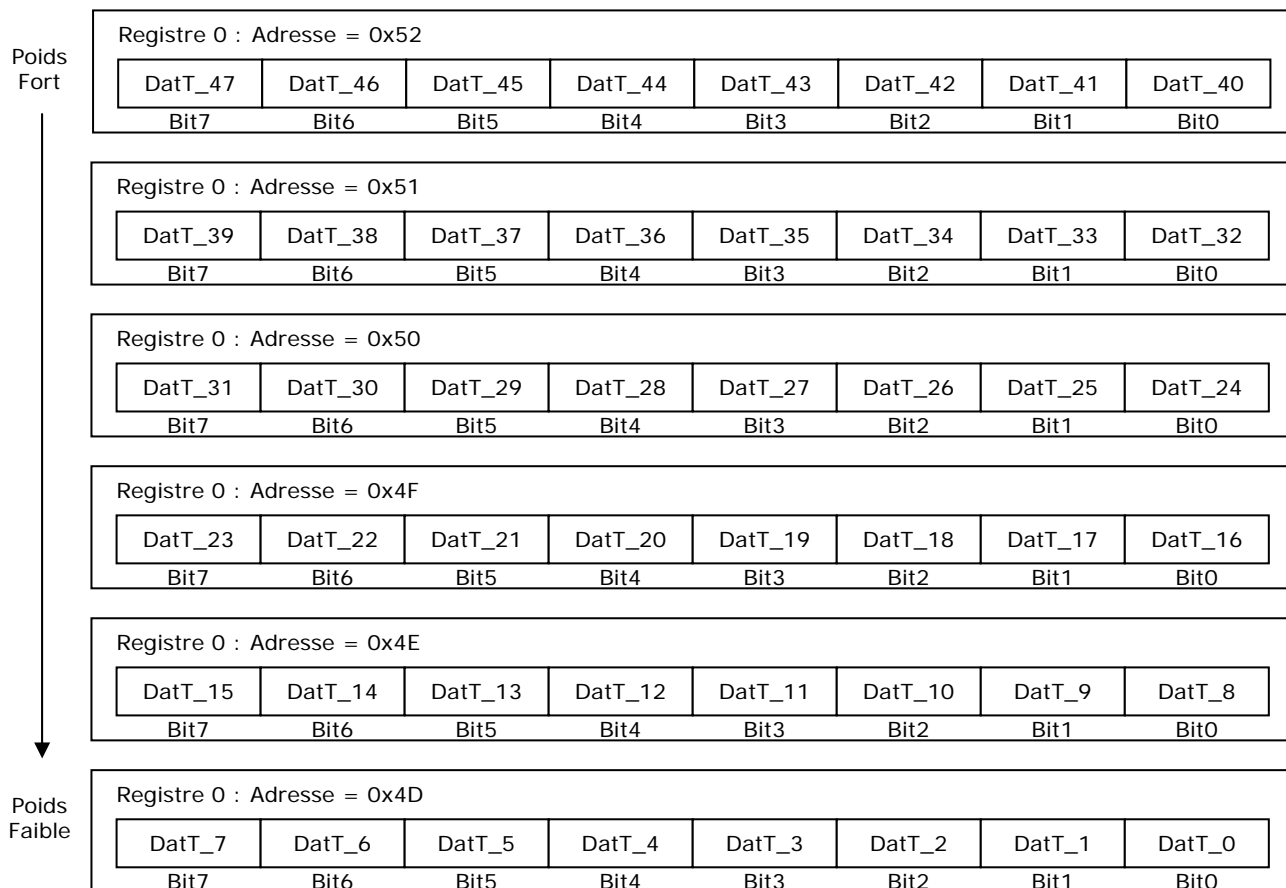 Poids
Fort
Registre 0 : Adresse = 0x52
DatT_47 DatT_46 DatT_45 DatT_44 DatT_43 DatT_42 DatT_41 DatT_40
Bit7 Bit6 Bit5 Bit4 Bit3 Bit2 Bit1 Bit0
Registre 0 : Adresse = 0x51
DatT_39 DatT_38 DatT_37 DatT_36 DatT_35 DatT_34 DatT_33 DatT_32
Bit7 Bit6 Bit5 Bit4 Bit3 Bit2 Bit1 Bit0
Registre 0 : Adresse = 0x50
DatT_31 DatT_30 DatT_29 DatT_28 DatT_27 DatT_26 DatT_25 DatT_24
Bit7 Bit6 Bit5 Bit4 Bit3 Bit2 Bit1 Bit0
Registre 0 : Adresse = 0x4F
DatT_23 DatT_22 DatT_21 DatT_20 DatT_19 DatT_18 DatT_17 DatT_16
Bit7 Bit6 Bit5 Bit4 Bit3 Bit2 Bit1 Bit0
Registre 0 : Adresse = 0x4E
DatT_15 DatT_14 DatT_13 DatT_12 DatT_11 DatT_10 DatT_9 DatT_8
Bit7 Bit6 Bit5 Bit4 Bit3 Bit2 Bit1 Bit0
Poids
Faible
Registre 0 : Adresse = 0x4D
DatT_7 DatT_6 DatT_5 DatT_4 DatT_3 DatT_2 DatT_1 DatT_0
Bit7 Bit6 Bit5 Bit4 Bit3 Bit2 Bit1 Bit0